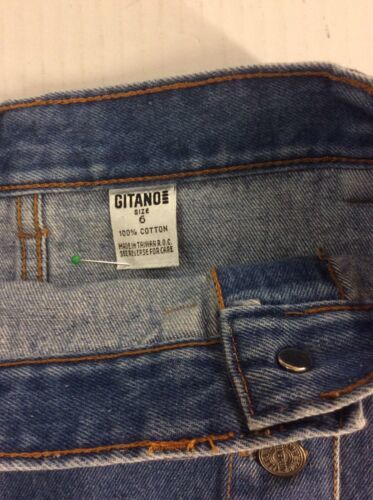 GITANO
SIZE
6
100% COTTON
MADE IN TAIWAN R.O.C.
SEE REVERSE FOR CARE